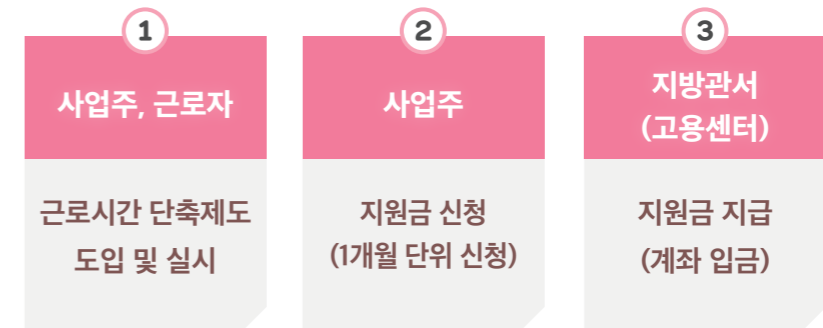 1
사업주, 근로자
근로시간 단축제도
도입 및 실시
2
사업주
지원금 신청
(1개월 단위 신청)
3
지방관서
(고용센터)
지원금 지급
(계좌 입금)